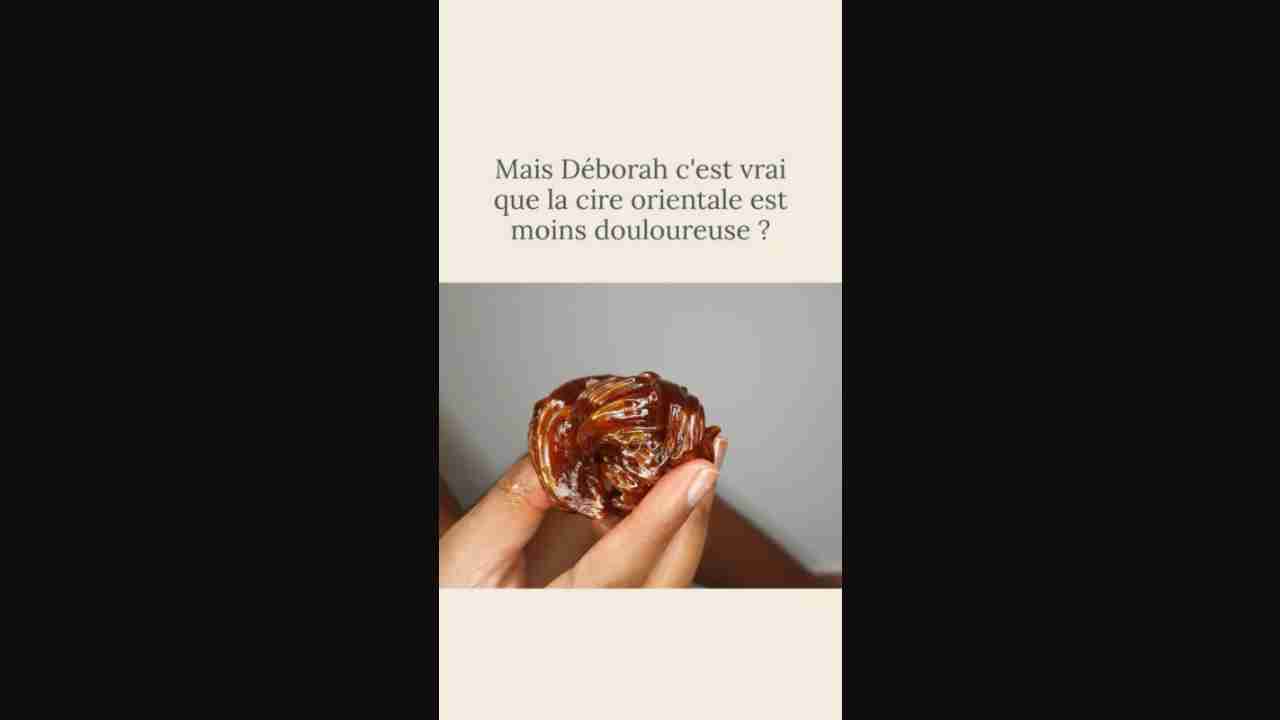 Mais Déborah c'est vrai
que la cire orientale est
moins douloureuse ?